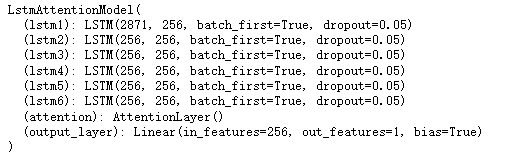 LstmAttentionModel(
  (lstm1): LSTM(2871, 256, batch_first=True, dropout=0.05)
  (lstm2): LSTM(256, 256, batch_first=True, dropout=0.05)
  (lstm3): LSTM(256, 256, batch_first=True, dropout=0.05)
  (lstm4): LSTM(256, 256, batch_first=True, dropout=0.05)
  (lstm5): LSTM(256, 256, batch_first=True, dropout=0.05)
  (lstm6): LSTM(256, 256, batch_first=True, dropout=0.05)
  (attention): AttentionLayer()
  (output_layer): Linear(in_features=256, out_features=1, bias=True)
)